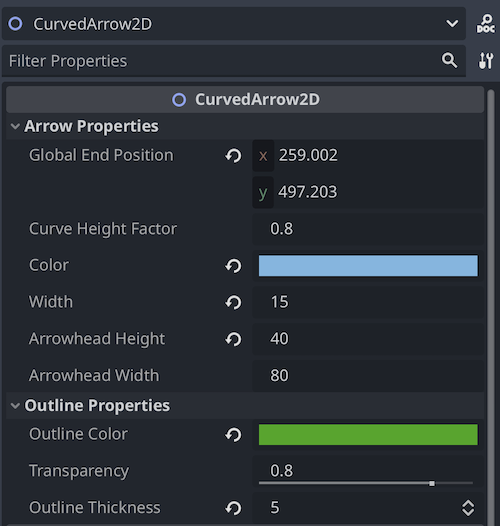 CurvedArrow2D
DOC
Filter Properties
CurvedArrow2D
Arrow Properties
Global End Position x 259.002
y 497.203
Curve Height Factor 0.8
Color
Width 15
Arrowhead Height 40
Arrowhead Width 80
Outline Properties
Outline Color
Transparency 0.8
Outline Thickness 5